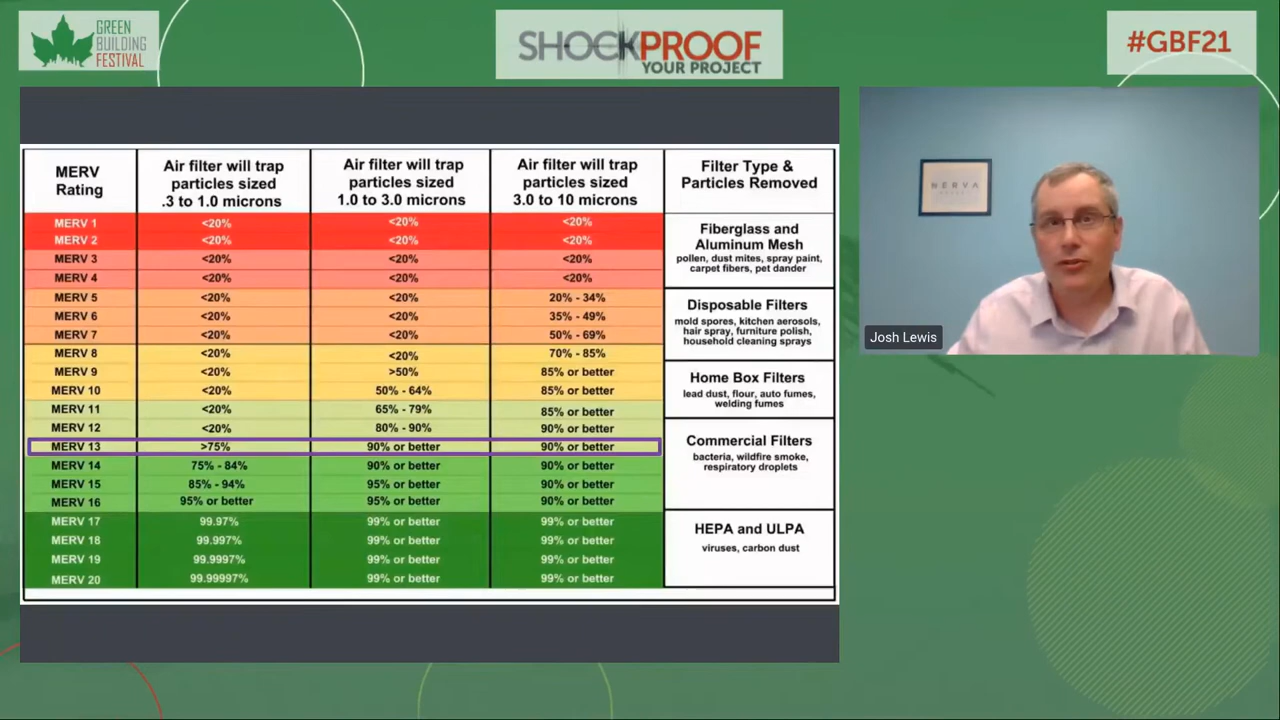 GREEN
BUILDING
FESTIVAL
SHOCKPROOF
YOUR PROJECT
#GBF21
MERV Rating | Air filter will trap particles sized .3 to 1.0 microns | Air filter will trap particles sized 1.0 to 3.0 microns | Air filter will trap particles sized 3.0 to 10 microns | Filter Type & Particles Removed
MERV 1 <20% <20% <20%
MERV 2 <20% <20% <20%
MERV 3 <20% <20% <20%
MERV 4 <20% <20% <20%
Fiberglass and
Aluminum Mesh
pollen, dust mites, spray paint,
carpet fibers, pet dander
MERV 5 <20% <20% 20% - 34%
MERV 6 <20% <20% 35% - 49%
MERV 7 <20% <20% 50% - 69%
MERV 8 <20% <20% 70% - 85%
Disposable Filters
mold spores, kitchen aerosols,
hair spray, furniture polish,
household cleaning sprays
MERV 9 <20% >50% 85% or better
MERV 10 <20% 50% - 64% 85% or better
MERV 11 <20% 65% - 79% 85% or better
Home Box Filters
lead dust, flour, auto fumes,
welding fumes
MERV 12 <20% 80% - 90% 90% or better
MERV 13 >75% 90% or better 90% or better
MERV 14 75% - 84% 90% or better 90% or better
MERV 15 85% - 94% 95% or better 90% or better
MERV 16 95% or better 95% or better 90% or better
Commercial Filters
bacteria, wildfire smoke,
respiratory droplets
MERV 17 99.97% 99% or better 99% or better
MERV 18 99.997% 99% or better 99% or better
MERV 19 99.9997% 99% or better 99% or better
MERV 20 99.99997% 99% or better 99% or better
HEPA and ULPA
viruses, carbon dust
NERVA
Josh Lewis